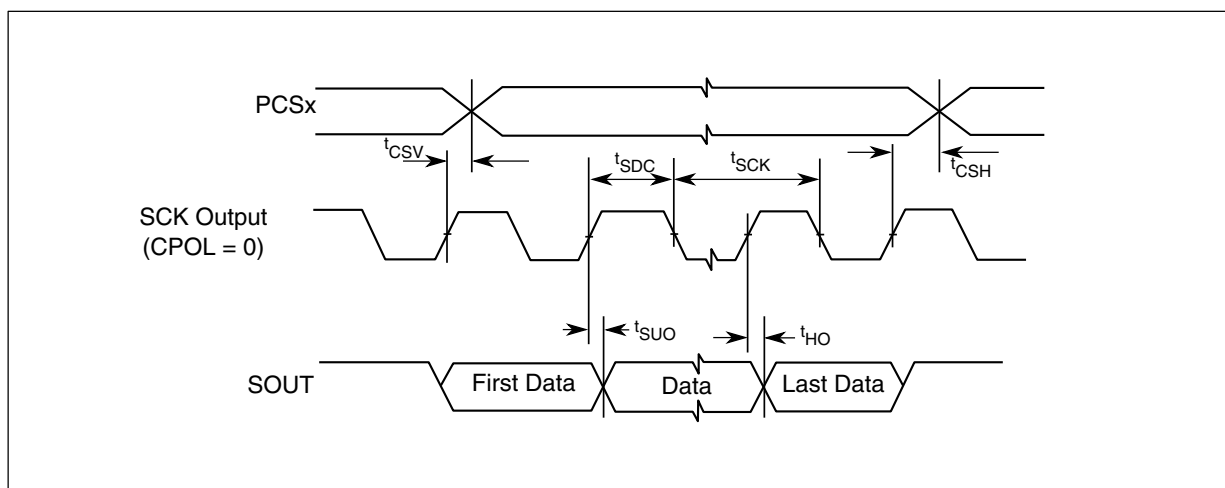 PCSx
tCSV
tSDC
tSCK
tCSH
SCK Output
(CPOL = 0)
tSUO
tHO
SOUT
First Data
Data
Last Data